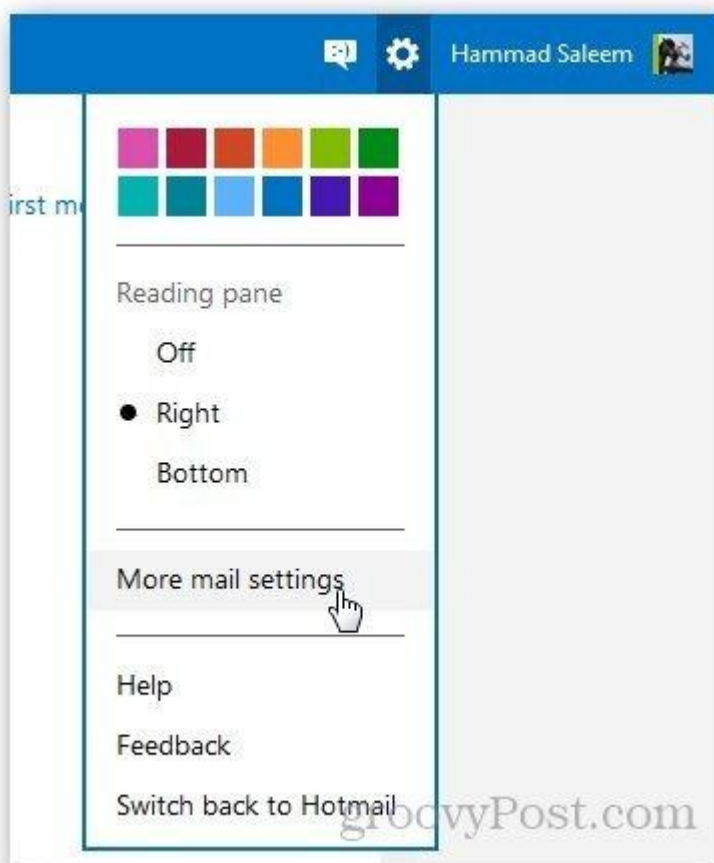 Hammad Saleem
irst m
Reading pane
Off
Right
Bottom
More mail settings
Help
Feedback
Switch back to Hotmail
groovyPost.com